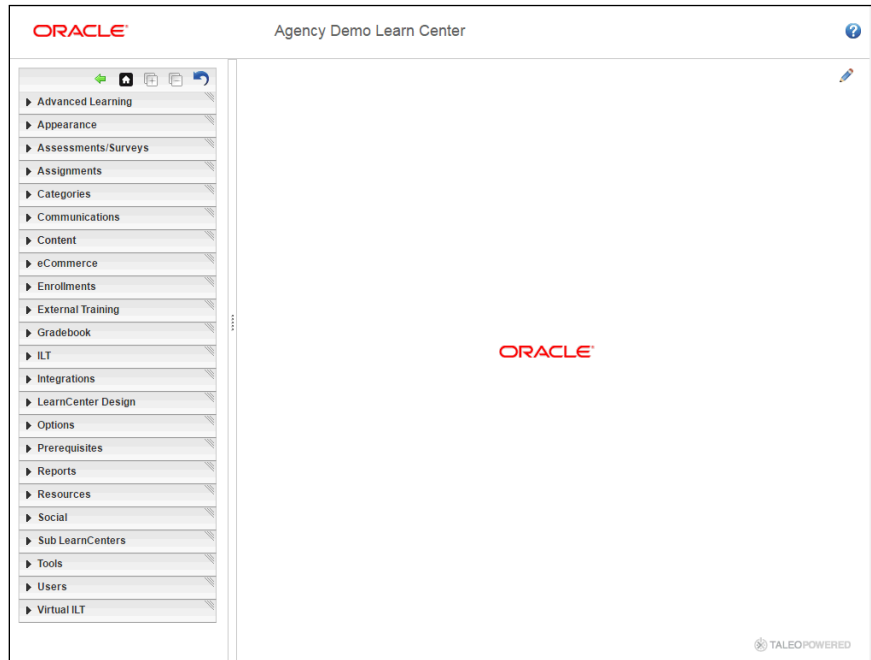 ORACLE®
Agency Demo Learn Center
Advanced Learning
Appearance
Assessments/Surveys
Assignments
Categories
Communications
Content
eCommerce
Enrollments
External Training
Gradebook
ILT
Integrations
LearnCenter Design
Options
Prerequisites
Reports
Resources
Social
Sub LearnCenters
Tools
Users
Virtual ILT
ORACLE®
TALEOPOWERED